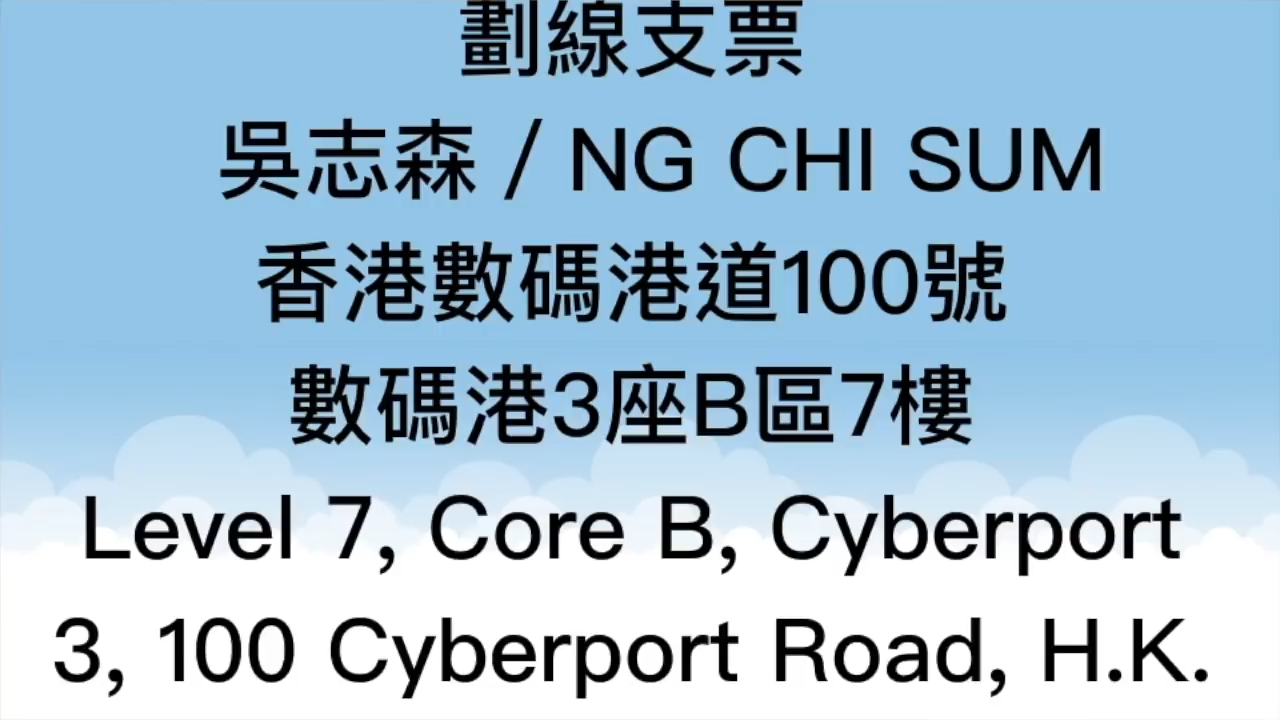 劃線支票
吳志森 / NG CHI SUM
香港數碼港道100號
數碼港3座B區7樓
Level 7, Core B, Cyberport
3, 100 Cyberport Road, H.K.